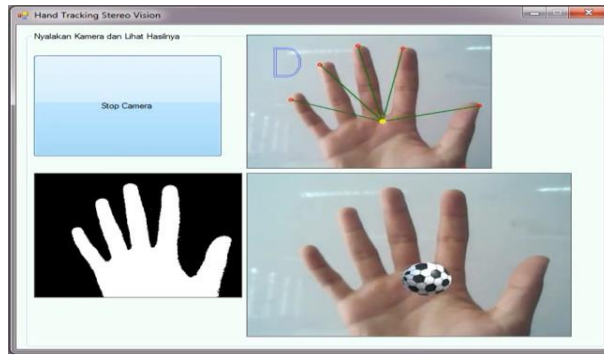 Hand Tracking Stereo Vision
Nyalakan Kamera dan Lihat Hasilnya
Stop Camera
D